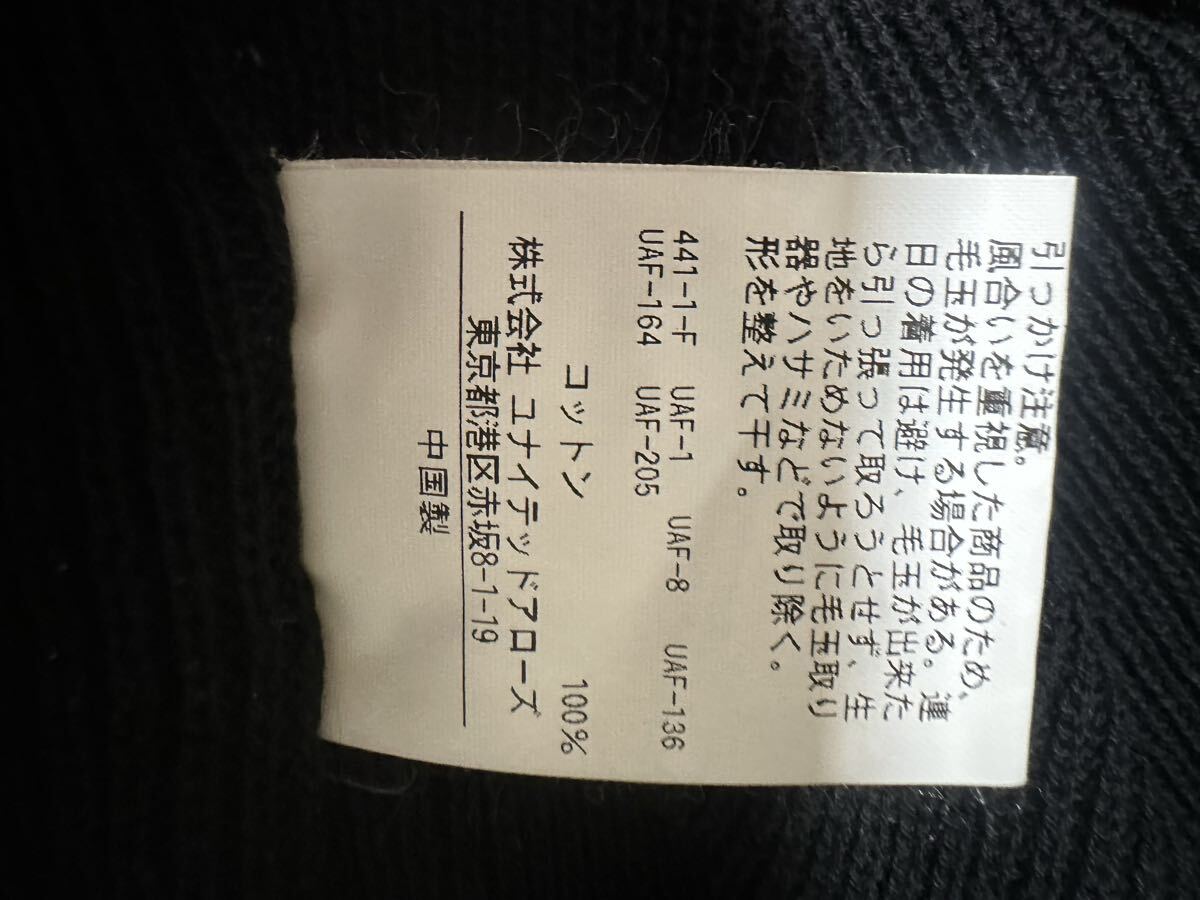 引っかけ注意。
風合いを重視した商品のため、
毛玉が発生する場合がある。連
日の着用は避け、毛玉が出来た
ら引っ張って取ろうとせず、生
地をいためないように毛玉取り
器やハサミなどで取り除く。
形を整えて干す。
441-1-F UAF-1 UAF-8 UAF-136
UAF-164 UAF-205
コットン 100%
株式会社 ユナイテッドアローズ
東京都港区赤坂8-1-19
中国製